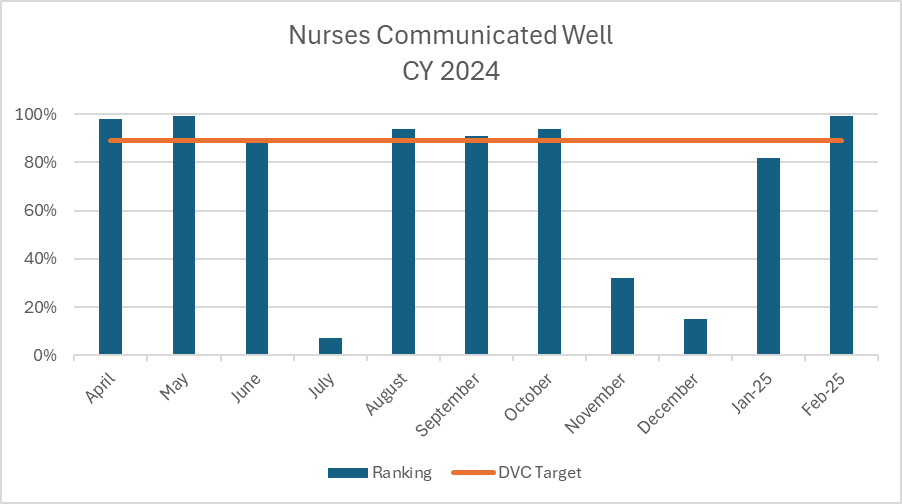 Nurses Communicated Well
CY 2024
100%
80%
60%
40%
20%
0%
April
May
June
July
August
September
October
November
December
Jan-25
Feb-25
Ranking
DVC Target